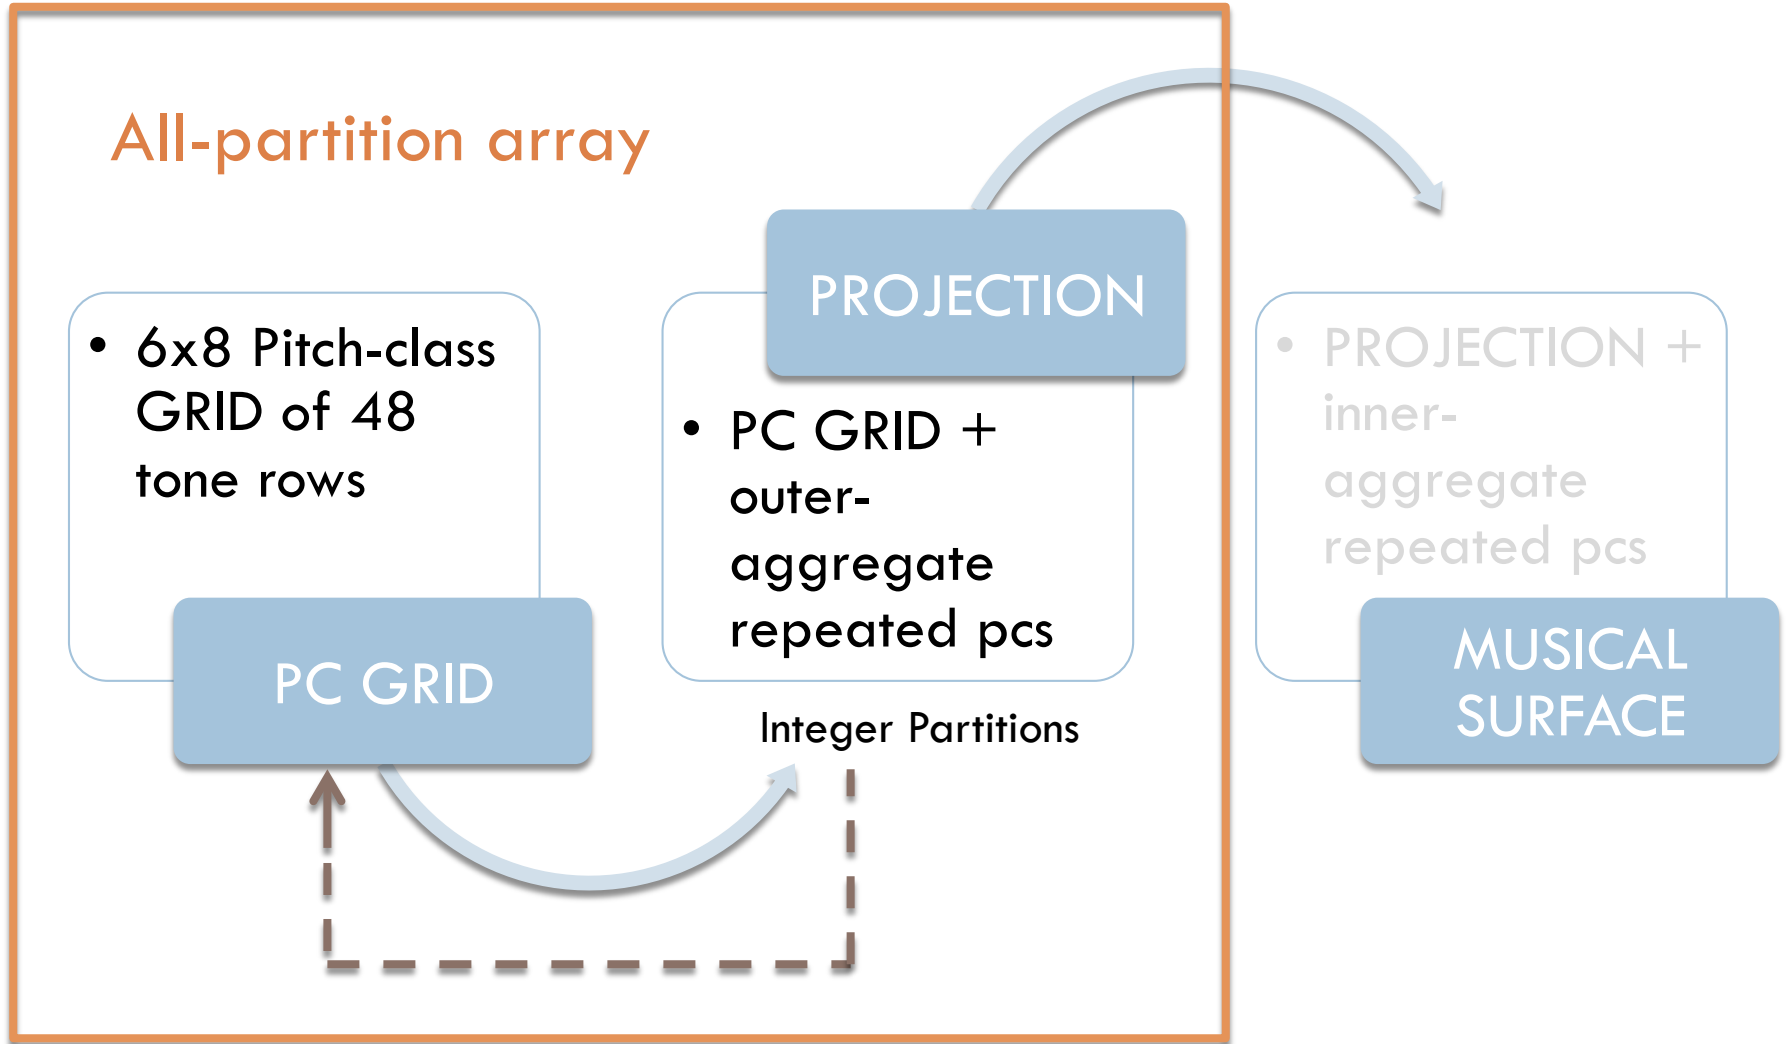 All-partition array
• 6x8 Pitch-class
GRID of 48
tone rows
PC GRID
PROJECTION
• PC GRID +
outer-
aggregate
repeated pcs
Integer Partitions
• PROJECTION +
inner-
aggregate
repeated pcs
MUSICAL
SURFACE